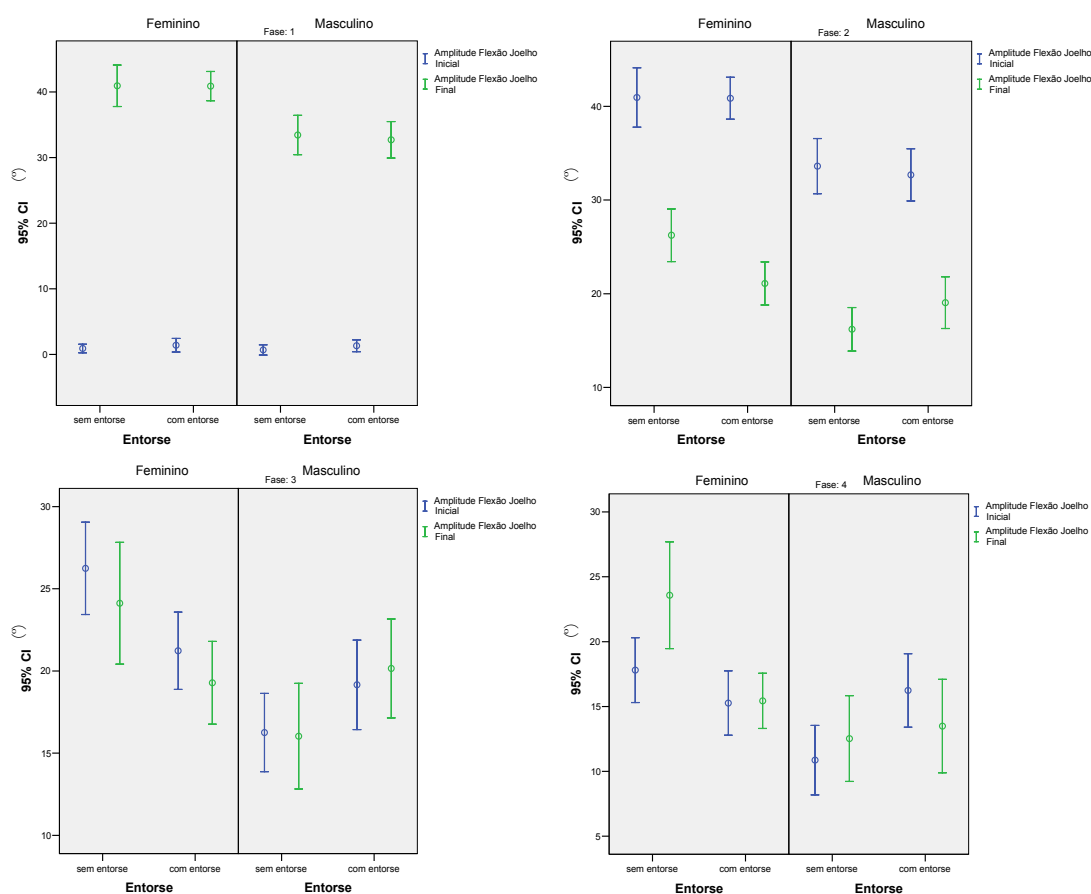 Feminino
Masculino
Fase: 1
Amplitude Flexão Joelho
Inicial
Amplitude Flexão Joelho
Final
95% CI (º)
40
30
20
10
0
sem entorse
com entorse
sem entorse
com entorse
Entorse
Entorse
Feminino
Masculino
Fase: 2
Amplitude Flexão Joelho
Inicial
Amplitude Flexão Joelho
Final
95% CI (º)
40
30
20
10
sem entorse
com entorse
sem entorse
com entorse
Entorse
Entorse
Feminino
Masculino
Fase: 3
Amplitude Flexão Joelho
Inicial
Amplitude Flexão Joelho
Final
95% CI (º)
30
25
20
15
10
sem entorse
com entorse
sem entorse
com entorse
Entorse
Entorse
Feminino
Masculino
Fase: 4
Amplitude Flexão Joelho
Inicial
Amplitude Flexão Joelho
Final
95% CI (º)
30
25
20
15
10
5
sem entorse
com entorse
sem entorse
com entorse
Entorse
Entorse